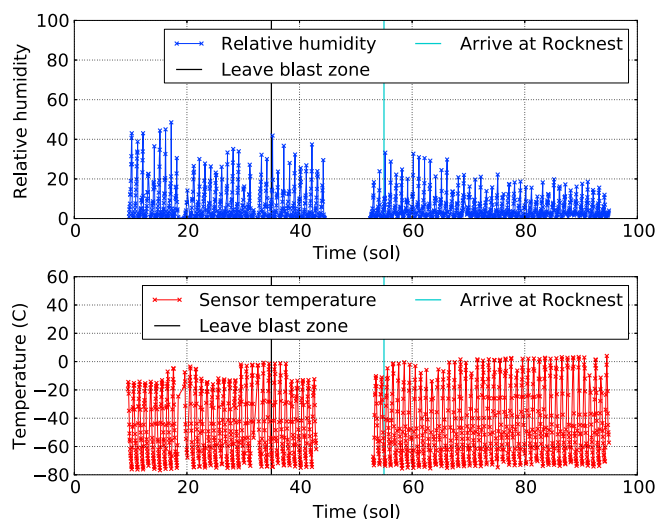 100
80
60
40
20
0
Relative humidity
Relative humidity
Arrive at Rocknest
Leave blast zone
0 20 40 60 80 100
Time (sol)
60
40
20
0
−20
−40
−60
−80
Temperature (C)
Sensor temperature
Arrive at Rocknest
Leave blast zone
0 20 40 60 80 100
Time (sol)